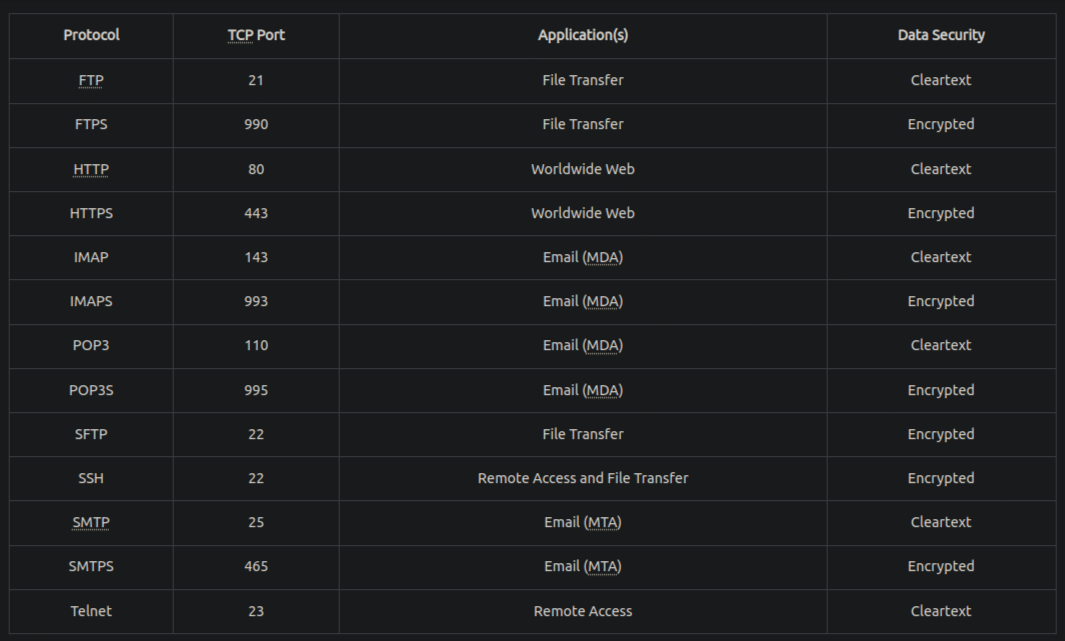 Protocol TCP Port Application(s) Data Security
FTP 21 File Transfer Cleartext
FTPS 990 File Transfer Encrypted
HTTP 80 Worldwide Web Cleartext
HTTPS 443 Worldwide Web Encrypted
IMAP 143 Email (MDA) Cleartext
IMAPS 993 Email (MDA) Encrypted
POP3 110 Email (MDA) Cleartext
POP3S 995 Email (MDA) Encrypted
SFTP 22 File Transfer Encrypted
SSH 22 Remote Access and File Transfer Encrypted
SMTP 25 Email (MTA) Cleartext
SMTPS 465 Email (MTA) Encrypted
Telnet 23 Remote Access Cleartext